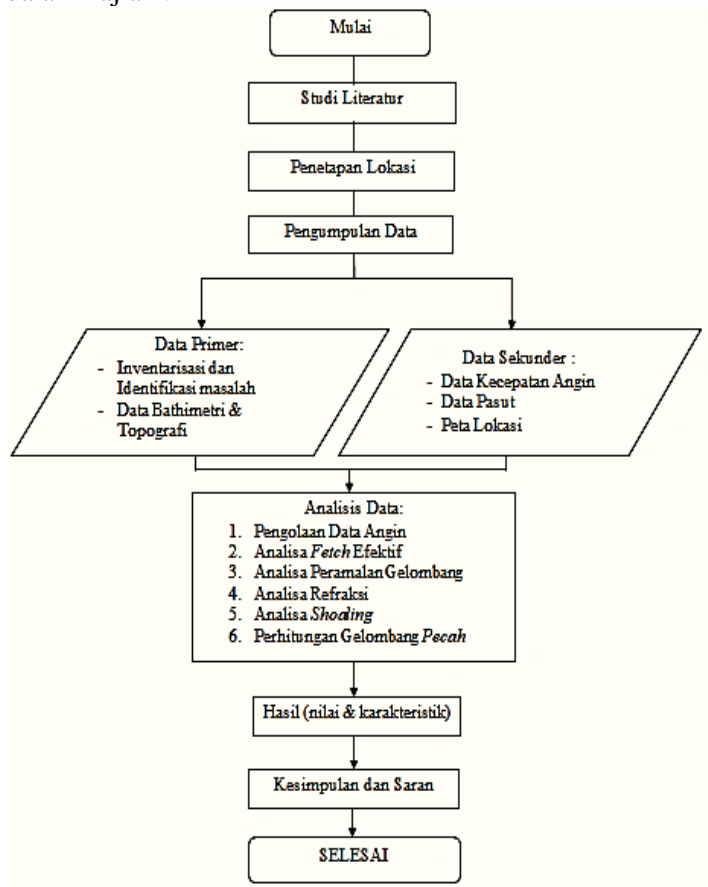 Mulai
Studi Literatur
Penetapan Lokasi
Pengumpulan Data
Data Primer:
- Inventarisasi dan
Identifikasi masalah
- Data Bathimetri &
Topografi
Data Sekunder :
- Data Kecepatan Angin
- Data Pasut
- Peta Lokasi
Analisis Data:
1. Pengolaan Data Angin
2. Analisa Fetch Efektif
3. Analisa Peramalan Gelombang
4. Analisa Refraksi
5. Analisa Shoaling
6. Perhitungan Gelombang Pecah
Hasil (nilai & karakteristik)
Kesimpulan dan Saran
SELESAI